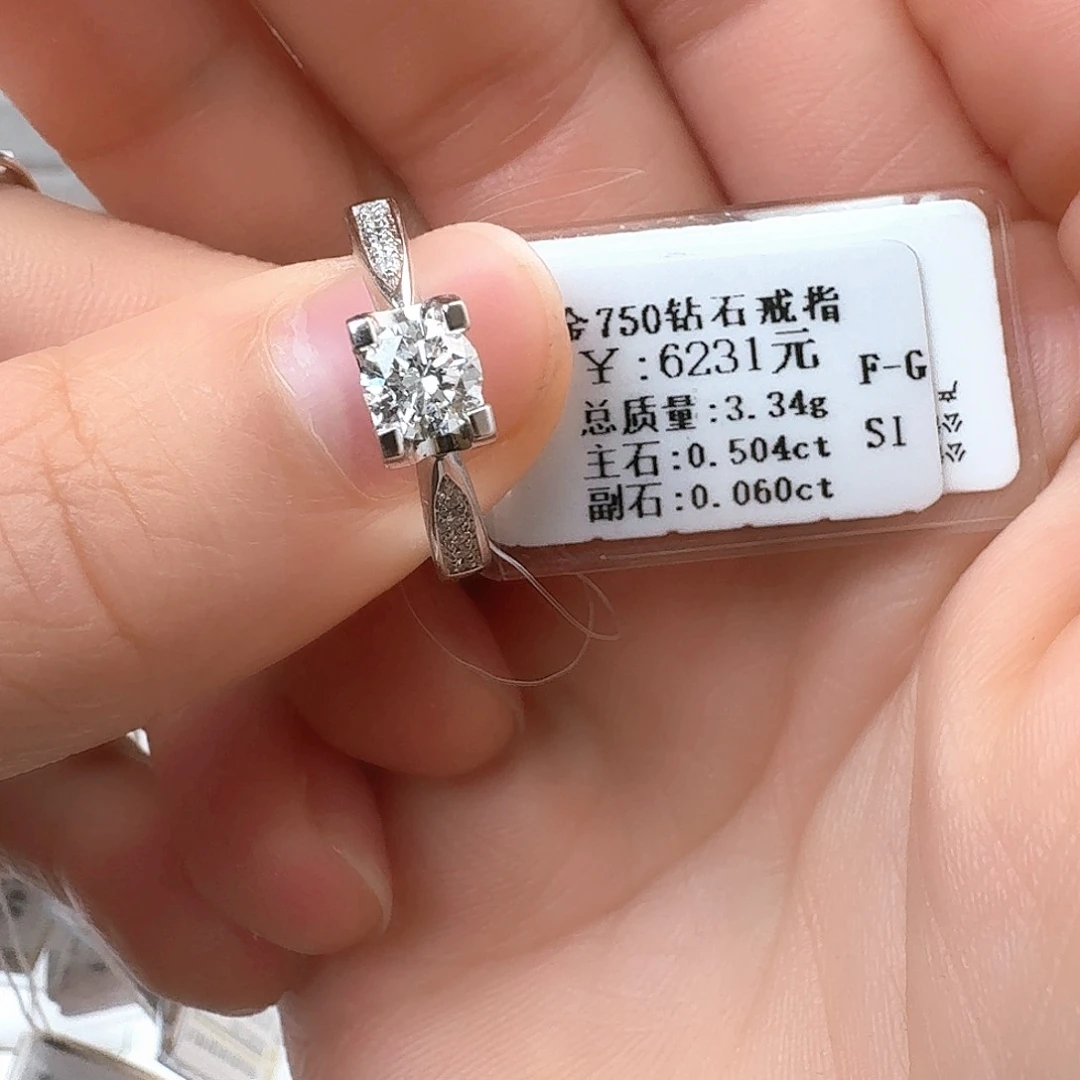 金750钻石戒指
￥:6231元
F-G
总质量:3.34g
SI
主石:0.504ct
副石:0.060ct